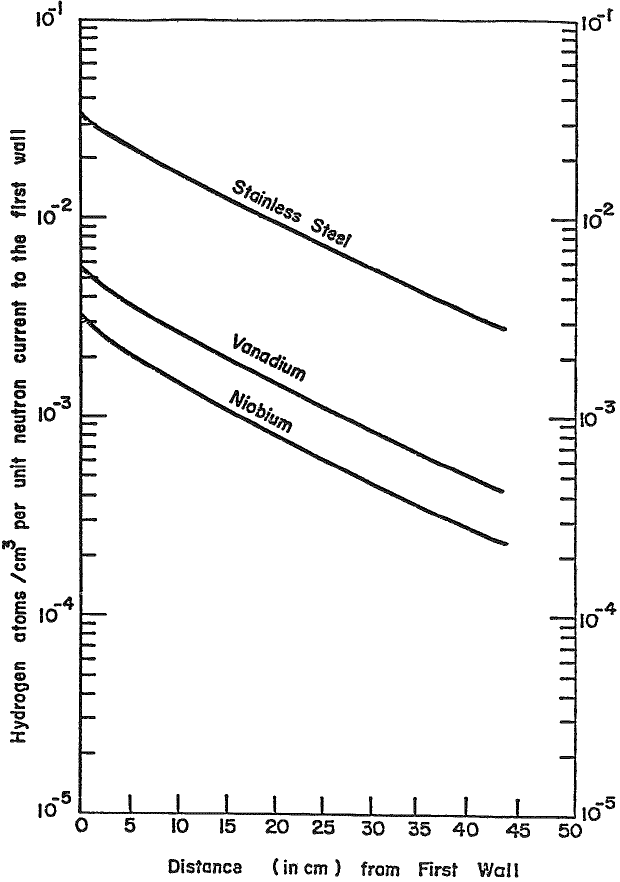 Hydrogen atoms/cm³ per unit neutron current to the first wall
10⁻¹
10⁻²
10⁻³
10⁻⁴
10⁻⁵
10⁻¹
10⁻²
10⁻³
10⁻⁴
10⁻⁵
Stainless Steel
Vanadium
Niobium
0 5 10 15 20 25 30 35 40 45 50
Distance (in cm) from First Wall